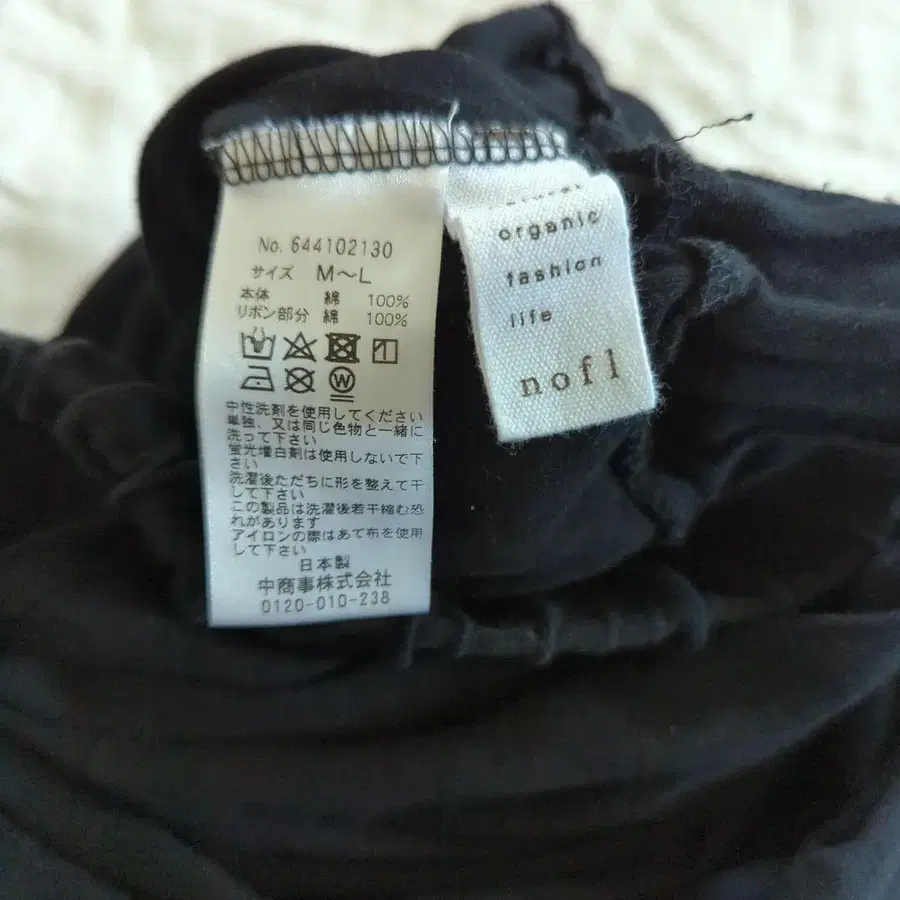 No. 644102130
サイズ M～L
本体 綿 100%
リボン部分 綿 100%
W
中性洗剤を使用してください
単独、又は同じ色物と一緒に
洗って下さい
蛍光増白剤は使用しないで下
さい
洗濯後ただちに形を整えて干
して下さい
この製品は洗濯後若干縮む恐
れがあります
アイロンの際はあて布を使用
して下さい
日本製
中商事株式会社
0120-010-238
organic
fashion
life
nofl